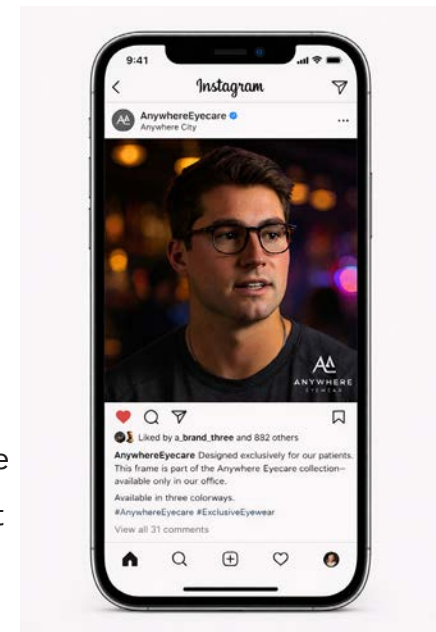 9:41
Instagram
AnywhereEyecare
Anywhere City
ANYWHERE
EYEWEAR
Liked by a_brand_three and 882 others
AnywhereEyecare Designed exclusively for our patients.
This frame is part of the Anywhere Eyecare collection—
available only in our office.
Available in three colorways.
#AnywhereEyecare #ExclusiveEyewear
View all 31 comments
e
t